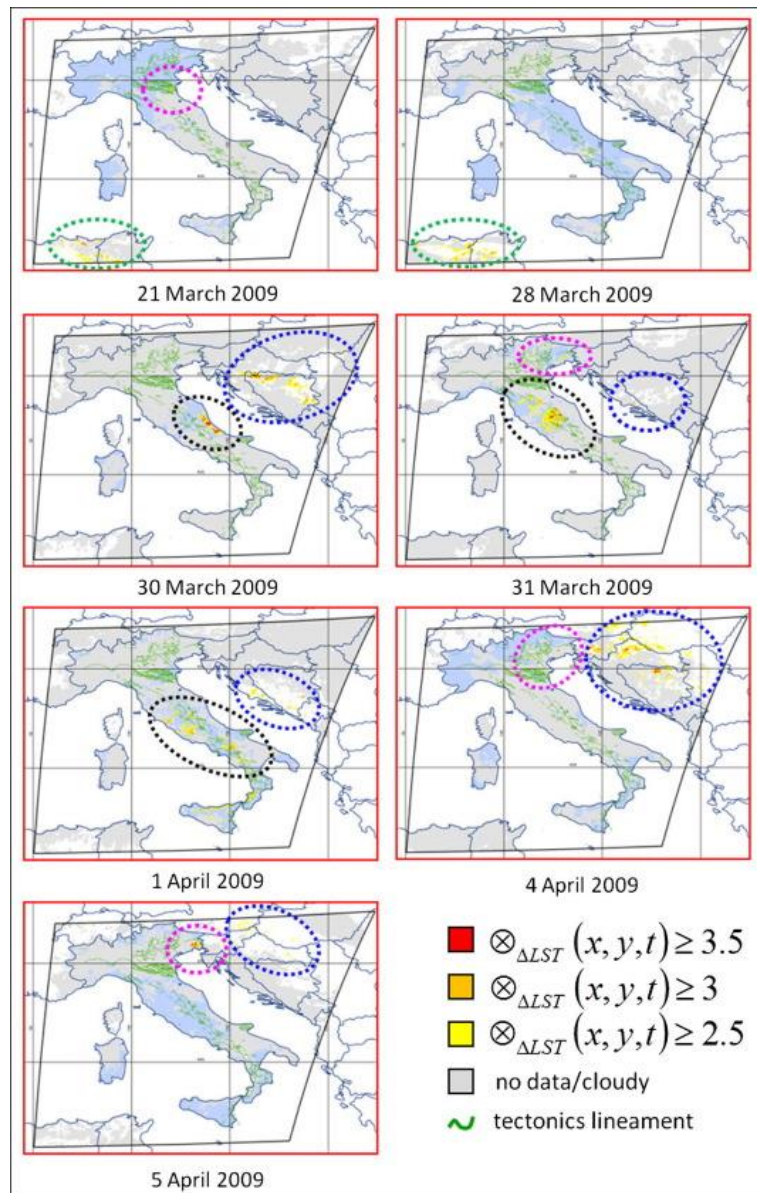 21 March 2009
28 March 2009
30 March 2009
31 March 2009
1 April 2009
4 April 2009
5 April 2009
⊗ΔLST (x, y, t) ≥ 3.5
⊗ΔLST (x, y, t) ≥ 3
⊗ΔLST (x, y, t) ≥ 2.5
no data/cloudy
tectonics lineament